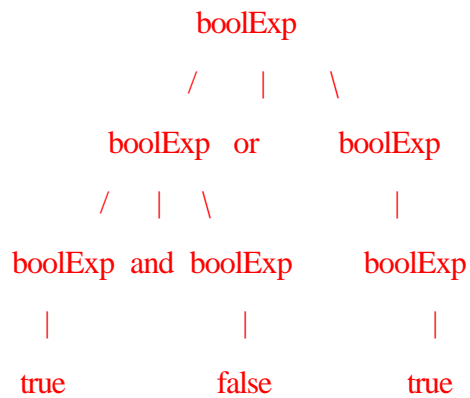 boolExp
/ | \
boolExp or boolExp
/ | \ |
boolExp and boolExp boolExp
| | |
true false true